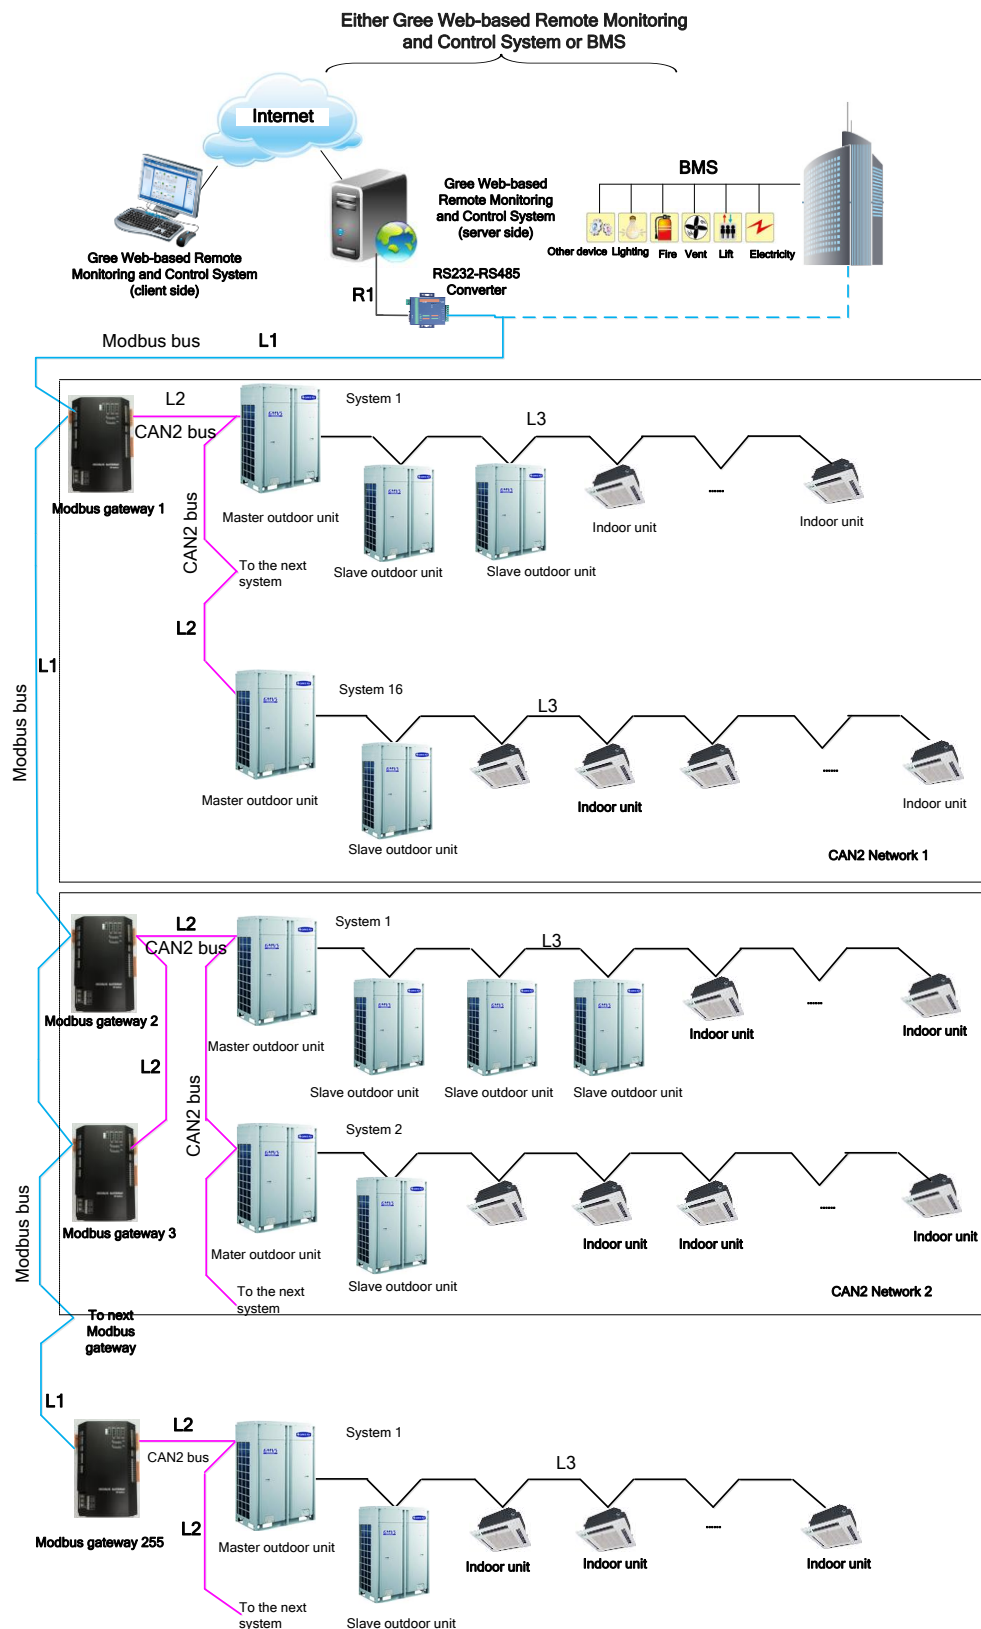 Either Gree Web-based Remote Monitoring
and Control System or BMS
Internet
BMS
Gree Web-based
Remote Monitoring
and Control System
(server side)
Other device
Lighting
Fire
Vent
Lift
Electricity
Gree Web-based Remote
Monitoring and Control System
(client side)
RS232-RS485
Converter
R1
Modbus bus
L1
L2
CAN2 bus
System 1
L3
Modbus gateway 1
CAN2 bus
Master outdoor unit
Indoor unit
......
Indoor unit
To the next
system
Slave outdoor unit
Slave outdoor unit
L2
L1
Modbus bus
System 16
L3
Master outdoor unit
Indoor unit
......
Indoor unit
Slave outdoor unit
CAN2 Network 1
L2
CAN2 bus
System 1
L3
Modbus gateway 2
Master outdoor unit
Indoor unit
......
Indoor unit
L2
CAN2 bus
Slave outdoor unit
Slave outdoor unit
Slave outdoor unit
System 2
Modbus bus
Modbus gateway 3
Mater outdoor unit
Indoor unit
Indoor unit
......
Indoor unit
Slave outdoor unit
To the next
system
CAN2 Network 2
To next
Modbus
gateway
L1
L2
CAN2 bus
System 1
L3
L2
Modbus gateway 255
Master outdoor unit
Indoor unit
Indoor unit
......
Indoor unit
To the next
system
Slave outdoor unit